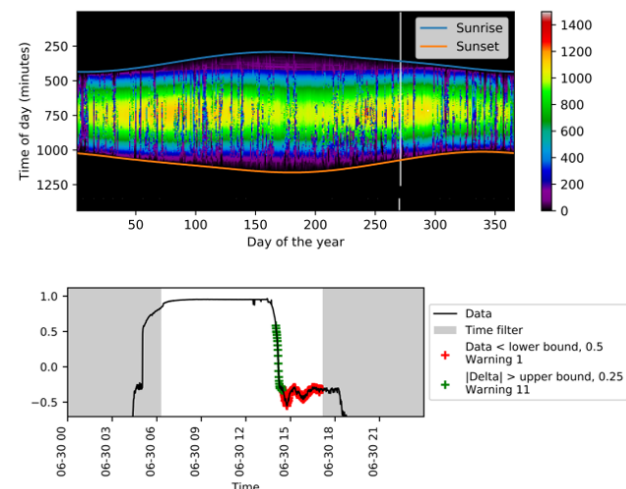 Sunrise
Sunset
250
500
750
1000
1250
Time of day (minutes)
50
100
150
200
250
300
350
Day of the year
1400
1200
1000
800
600
400
200
0
1.0
0.5
0.0
−0.5
06-30 00
06-30 03
06-30 06
06-30 09
06-30 12
06-30 15
06-30 18
06-30 21
Time
Data
Time filter
Data < lower bound, 0.5
Warning 1
|Delta| > upper bound, 0.25
Warning 11